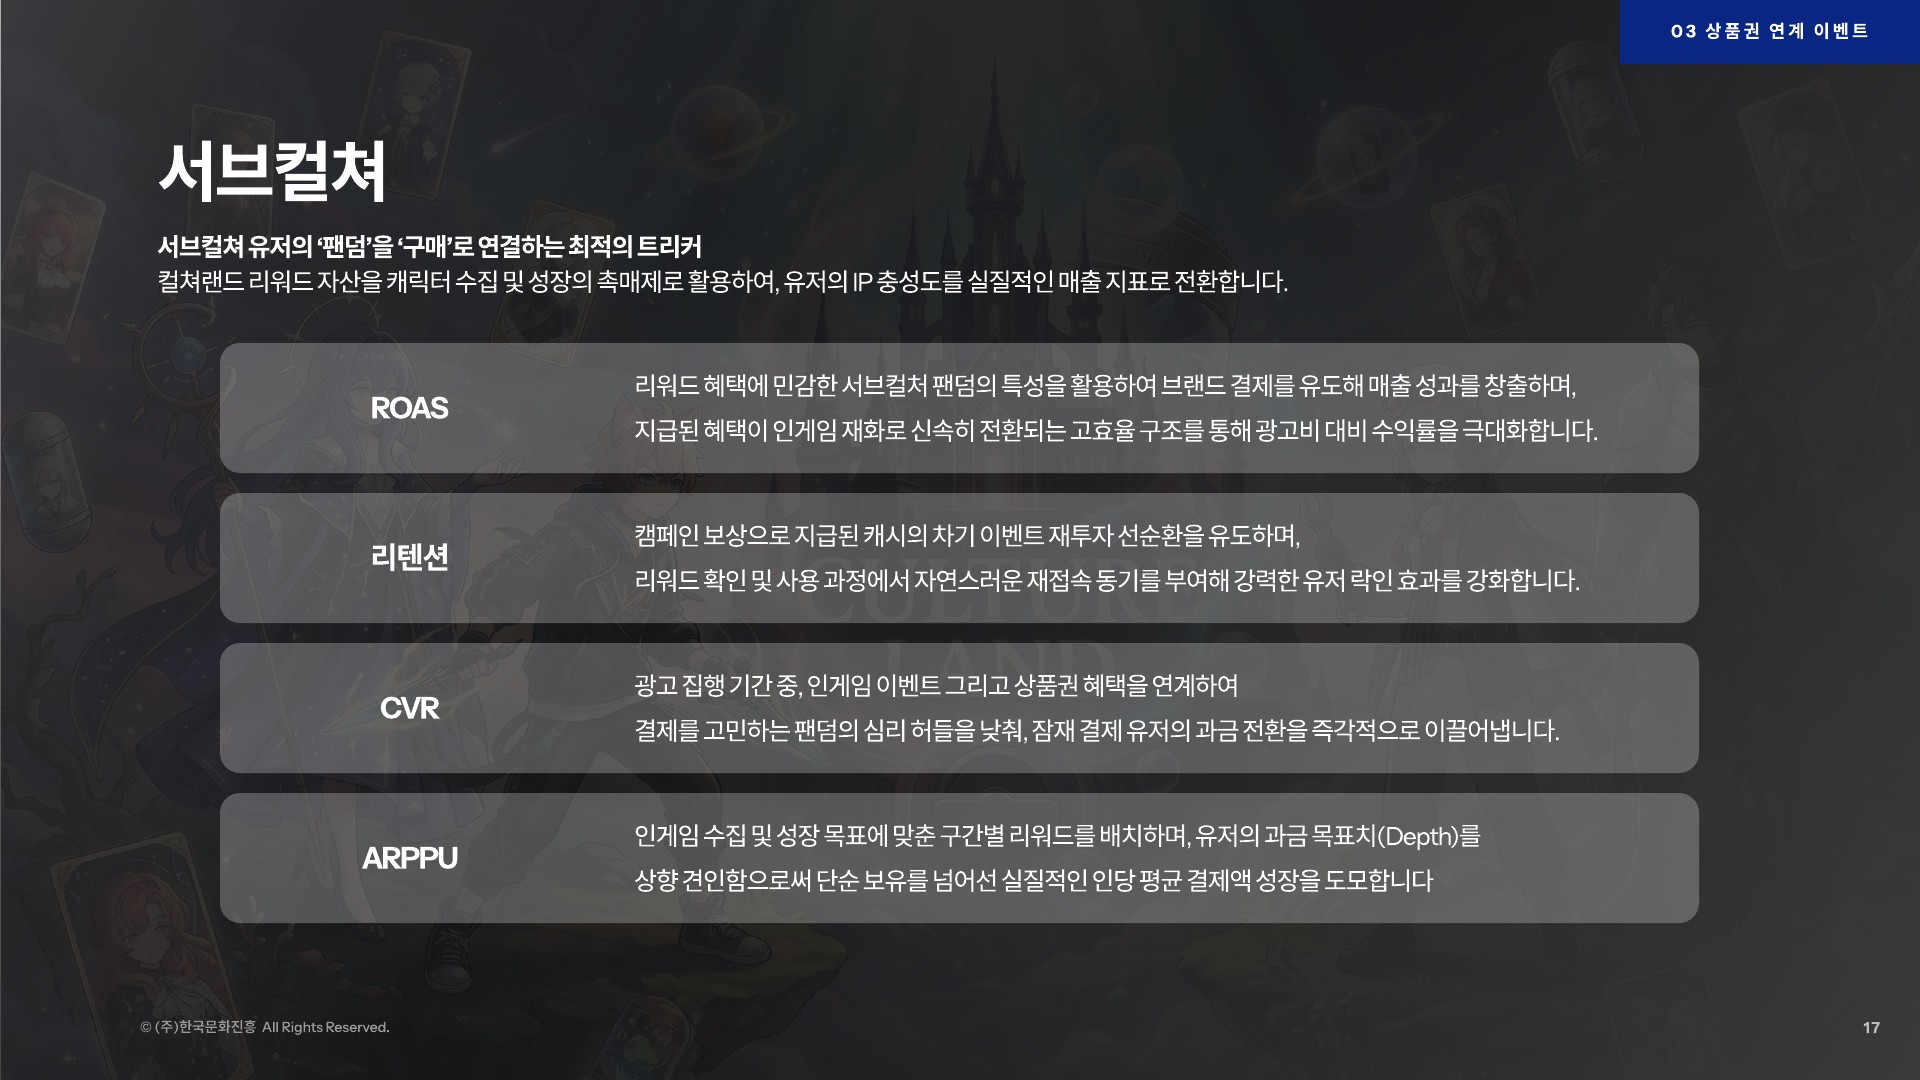 03 상품권 연계 이벤트
서브컬쳐
서브컬쳐 유저의 ‘팬덤’을 ‘구매’로 연결하는 최적의 트리커
컬쳐랜드 리워드 자산을 캐릭터 수집 및 성장의 촉매제로 활용하여, 유저의 IP 충성도를 실질적인 매출 지표로 전환합니다.
ROAS
리워드 혜택에 민감한 서브컬처 팬덤의 특성을 활용하여 브랜드 결제를 유도해 매출 성과를 창출하며,
지급된 혜택이 인게임 재화로 신속히 전환되는 고효율 구조를 통해 광고비 대비 수익률을 극대화합니다.
리텐션
캠페인 보상으로 지급된 캐시의 차기 이벤트 재투자 선순환을 유도하며,
리워드 확인 및 사용 과정에서 자연스러운 재접속 동기를 부여해 강력한 유저 락인 효과를 강화합니다.
CULTURE
LAND
CVR
광고 집행 기간 중, 인게임 이벤트 그리고 상품권 혜택을 연계하여
결제를 고민하는 팬덤의 심리 허들을 낮춰, 잠재 결제 유저의 과금 전환을 즉각적으로 이끌어냅니다.
ARPPU
인게임 수집 및 성장 목표에 맞춘 구간별 리워드를 배치하며, 유저의 과금 목표치(Depth)를
상향 견인함으로써 단순 보유를 넘어선 실질적인 인당 평균 결제액 성장을 도모합니다
© (주)한국문화진흥 All Rights Reserved.
17